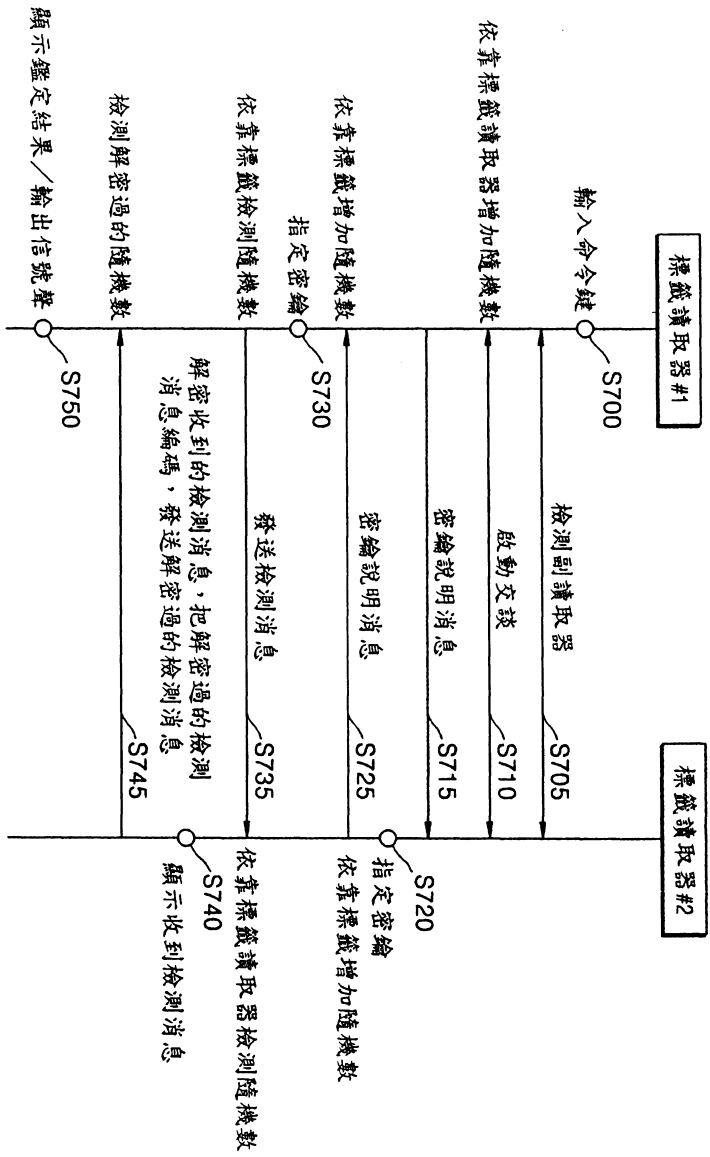 標籤讀取器#1
標籤讀取器#2
輸入命令鍵
S700
檢測副讀取器
S705
依靠標籤讀取器增加隨機數
啟動交談
S710
密鑰說明消息
S715
指定密鑰
S720
依靠標籤增加隨機數
依靠標籤增加隨機數
密鑰說明消息
S725
指定密鑰
S730
依靠標籤檢測隨機數
發送檢測消息
S735
依靠標籤讀取器檢測隨機數
S740
顯示收到檢測消息
解密收到的檢測消息，把解密過的檢測
消息編碼，發送解密過的檢測消息
檢測解密過的隨機數
S745
顯示鑑定結果／輸出信號聲
S750